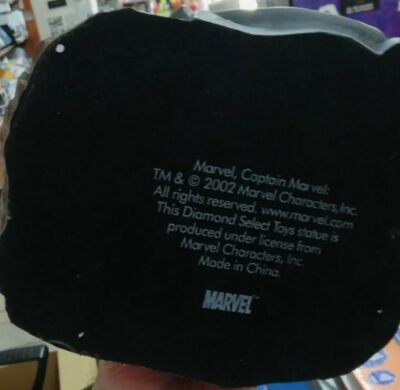 Marvel, Captain Marvel:
TM & © 2002 Marvel Characters, Inc.
All rights reserved. www.marvel.com
This Diamond Select Toys statue is
produced under license from
Marvel Characters, Inc.
Made in China.
MARVEL™